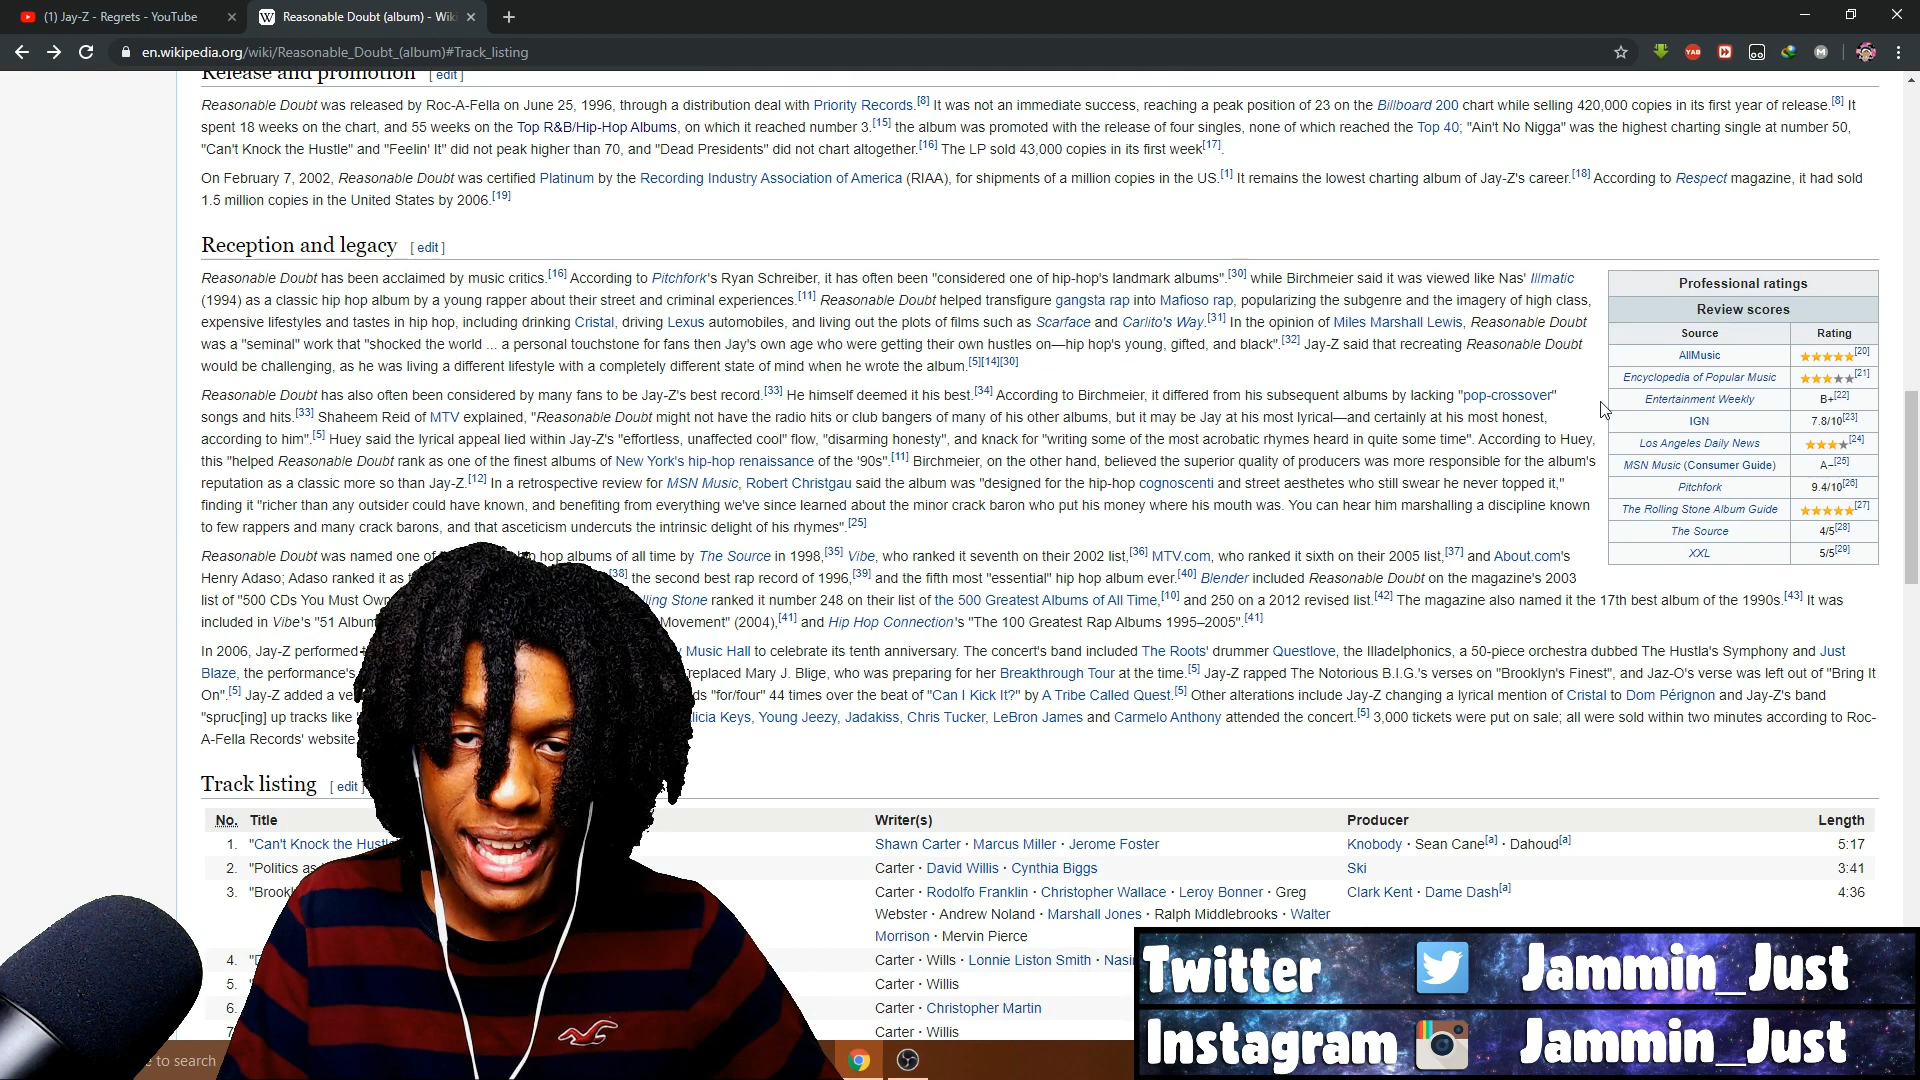 (1) Jay-Z - Regrets - YouTube
Reasonable Doubt (album) - Wiki
en.wikipedia.org/wiki/Reasonable_Doubt_(album)#Track_listing
Release and promotion [ edit ]
Reasonable Doubt was released by Roc-A-Fella on June 25, 1996, through a distribution deal with Priority Records.[8] It was not an immediate success, reaching a peak position of 23 on the Billboard 200 chart while selling 420,000 copies in its first year of release.[8] It
spent 18 weeks on the chart, and 55 weeks on the Top R&B/Hip-Hop Albums, on which it reached number 3.[15] the album was promoted with the release of four singles, none of which reached the Top 40; "Ain't No Nigga" was the highest charting single at number 50,
"Can't Knock the Hustle" and "Feelin' It" did not peak higher than 70, and "Dead Presidents" did not chart altogether.[16] The LP sold 43,000 copies in its first week[17].
On February 7, 2002, Reasonable Doubt was certified Platinum by the Recording Industry Association of America (RIAA), for shipments of a million copies in the US.[1] It remains the lowest charting album of Jay-Z's career.[18] According to Respect magazine, it had sold
1.5 million copies in the United States by 2006.[19]
Reception and legacy [ edit ]
Reasonable Doubt has been acclaimed by music critics.[16] According to Pitchfork's Ryan Schreiber, it has often been "considered one of hip-hop's landmark albums".[30] while Birchmeier said it was viewed like Nas' Illmatic
(1994) as a classic hip hop album by a young rapper about their street and criminal experiences.[11] Reasonable Doubt helped transfigure gangsta rap into Mafioso rap, popularizing the subgenre and the imagery of high class,
expensive lifestyles and tastes in hip hop, including drinking Cristal, driving Lexus automobiles, and living out the plots of films such as Scarface and Carlito's Way.[31] In the opinion of Miles Marshall Lewis, Reasonable Doubt
was a "seminal" work that "shocked the world ... a personal touchstone for fans then Jay's own age who were getting their own hustles on—hip hop's young, gifted, and black".[32] Jay-Z said that recreating Reasonable Doubt
would be challenging, as he was living a different lifestyle with a completely different state of mind when he wrote the album.[5][14][30]
Reasonable Doubt has also often been considered by many fans to be Jay-Z's best record.[33] He himself deemed it his best.[34] According to Birchmeier, it differed from his subsequent albums by lacking "pop-crossover"
songs and hits.[33] Shaheem Reid of MTV explained, "Reasonable Doubt might not have the radio hits or club bangers of many of his other albums, but it may be Jay at his most lyrical—and certainly at his most honest,
according to him".[5] Huey said the lyrical appeal lied within Jay-Z's "effortless, unaffected cool" flow, "disarming honesty", and knack for "writing some of the most acrobatic rhymes heard in quite some time". According to Huey,
this "helped Reasonable Doubt rank as one of the finest albums of New York's hip-hop renaissance of the '90s".[11] Birchmeier, on the other hand, believed the superior quality of producers was more responsible for the album's
reputation as a classic more so than Jay-Z.[12] In a retrospective review for MSN Music, Robert Christgau said the album was "designed for the hip-hop cognoscenti and street aesthetes who still swear he never topped it,"
finding it "richer than any outsider could have known, and benefiting from everything we've since learned about the minor crack baron who put his money where his mouth was. You can hear him marshalling a discipline known
to few rappers and many crack barons, and that asceticism undercuts the intrinsic delight of his rhymes".[25]
Professional ratings
Review scores
Source Rating
AllMusic ★★★★★[20]
Encyclopedia of Popular Music ★★★★★[21]
Entertainment Weekly B+[22]
IGN 7.8/10[23]
Los Angeles Daily News ★★★★[24]
MSN Music (Consumer Guide) A−[25]
Pitchfork 9.4/10[26]
The Rolling Stone Album Guide ★★★★★[27]
The Source 4/5[28]
XXL 5/5[29]
Reasonable Doubt was named one of hip hop albums of all time by The Source in 1998,[35] Vibe, who ranked it seventh on their 2002 list,[36] MTV.com, who ranked it sixth on their 2005 list,[37] and About.com's
Henry Adaso; Adaso ranked it as [38] the second best rap record of 1996,[39] and the fifth most "essential" hip hop album ever.[40] Blender included Reasonable Doubt on the magazine's 2003
list of "500 CDs You Must Own lling Stone ranked it number 248 on their list of the 500 Greatest Albums of All Time,[10] and 250 on a 2012 revised list.[42] The magazine also named it the 17th best album of the 1990s.[43] It was
included in Vibe's "51 Album Movement" (2004),[41] and Hip Hop Connection's "The 100 Greatest Rap Albums 1995–2005".[41]
In 2006, Jay-Z performed Music Hall to celebrate its tenth anniversary. The concert's band included The Roots' drummer Questlove, the Illadelphonics, a 50-piece orchestra dubbed The Hustla's Symphony and Just
Blaze, the performance's replaced Mary J. Blige, who was preparing for her Breakthrough Tour at the time.[5] Jay-Z rapped The Notorious B.I.G.'s verses on "Brooklyn's Finest", and Jaz-O's verse was left out of "Bring It
On".[5] Jay-Z added a ve ds "for/four" 44 times over the beat of "Can I Kick It?" by A Tribe Called Quest.[5] Other alterations include Jay-Z changing a lyrical mention of Cristal to Dom Pérignon and Jay-Z's band
"spruc[ing] up tracks like licia Keys, Young Jeezy, Jadakiss, Chris Tucker, LeBron James and Carmelo Anthony attended the concert.[5] 3,000 tickets were put on sale; all were sold within two minutes according to Roc-
A-Fella Records' website
Track listing [ edit ]
No. Title Writer(s) Producer Length
1. "Can't Knock the Hustle Shawn Carter · Marcus Miller · Jerome Foster Knobody · Sean Cane[a] · Dahoud[a] 5:17
2. "Politics as Carter · David Willis · Cynthia Biggs Ski 3:41
3. "Brookl Carter · Rodolfo Franklin · Christopher Wallace · Leroy Bonner · Greg Clark Kent · Dame Dash[a] 4:36
Webster · Andrew Noland · Marshall Jones · Ralph Middlebrooks · Walter
Morrison · Mervin Pierce
4. "D Carter · Wills · Lonnie Liston Smith · Nasi
5. Carter · Willis
6. Carter · Christopher Martin
7. Carter · Willis
e to search
Twitter Jammin_Just
Instagram Jammin_Just